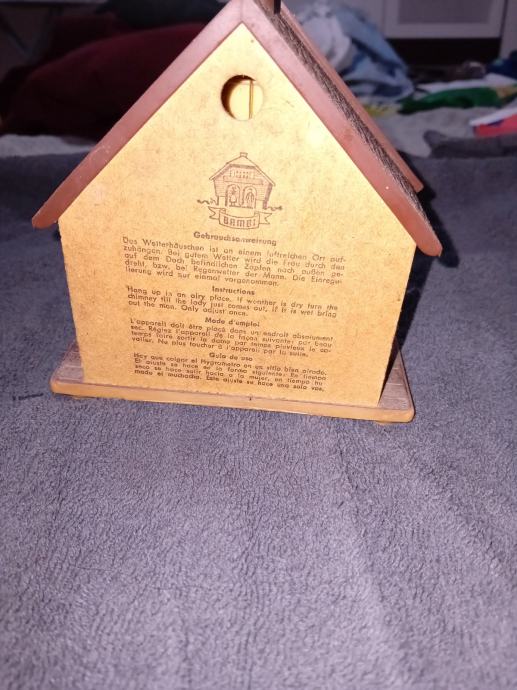 BAMBI
Gebrauchsanweisung
Das Wetterhäuschen ist an einem luftreichen Ort auf-
zuhängen. Bei gutem Wetter wird die Frau durch den
auf dem Dach befindlichen Zapfen nach außen ge-
dreht, bzw. bei Regenwetter der Mann. Die Einregu-
lierung wird nur einmal vorgenommen.
Instructions
Hang up in an airy place. If weather is dry turn the
chimney till the lady just comes out, if it is wet bring
out the man. Only adjust once.
Mode d'emploi
L'appareil doit être placé dans un endroit absolument
sec. Réglez l'appareil de la façon suivante: par beau
temps faire sortir la dame par temps pluvieux le ca-
valier. Ne plus toucher à l'appareil par la suite.
Guia de uso
Hay que colgar el Hygrometro en un sitio bien airado.
El ajuste se hace en la forma siguiente: En tiempo
seco se hace salir hacia a la mujer, en tiempo hu-
medo el muchacho. Este ajuste se hace una sola vez.